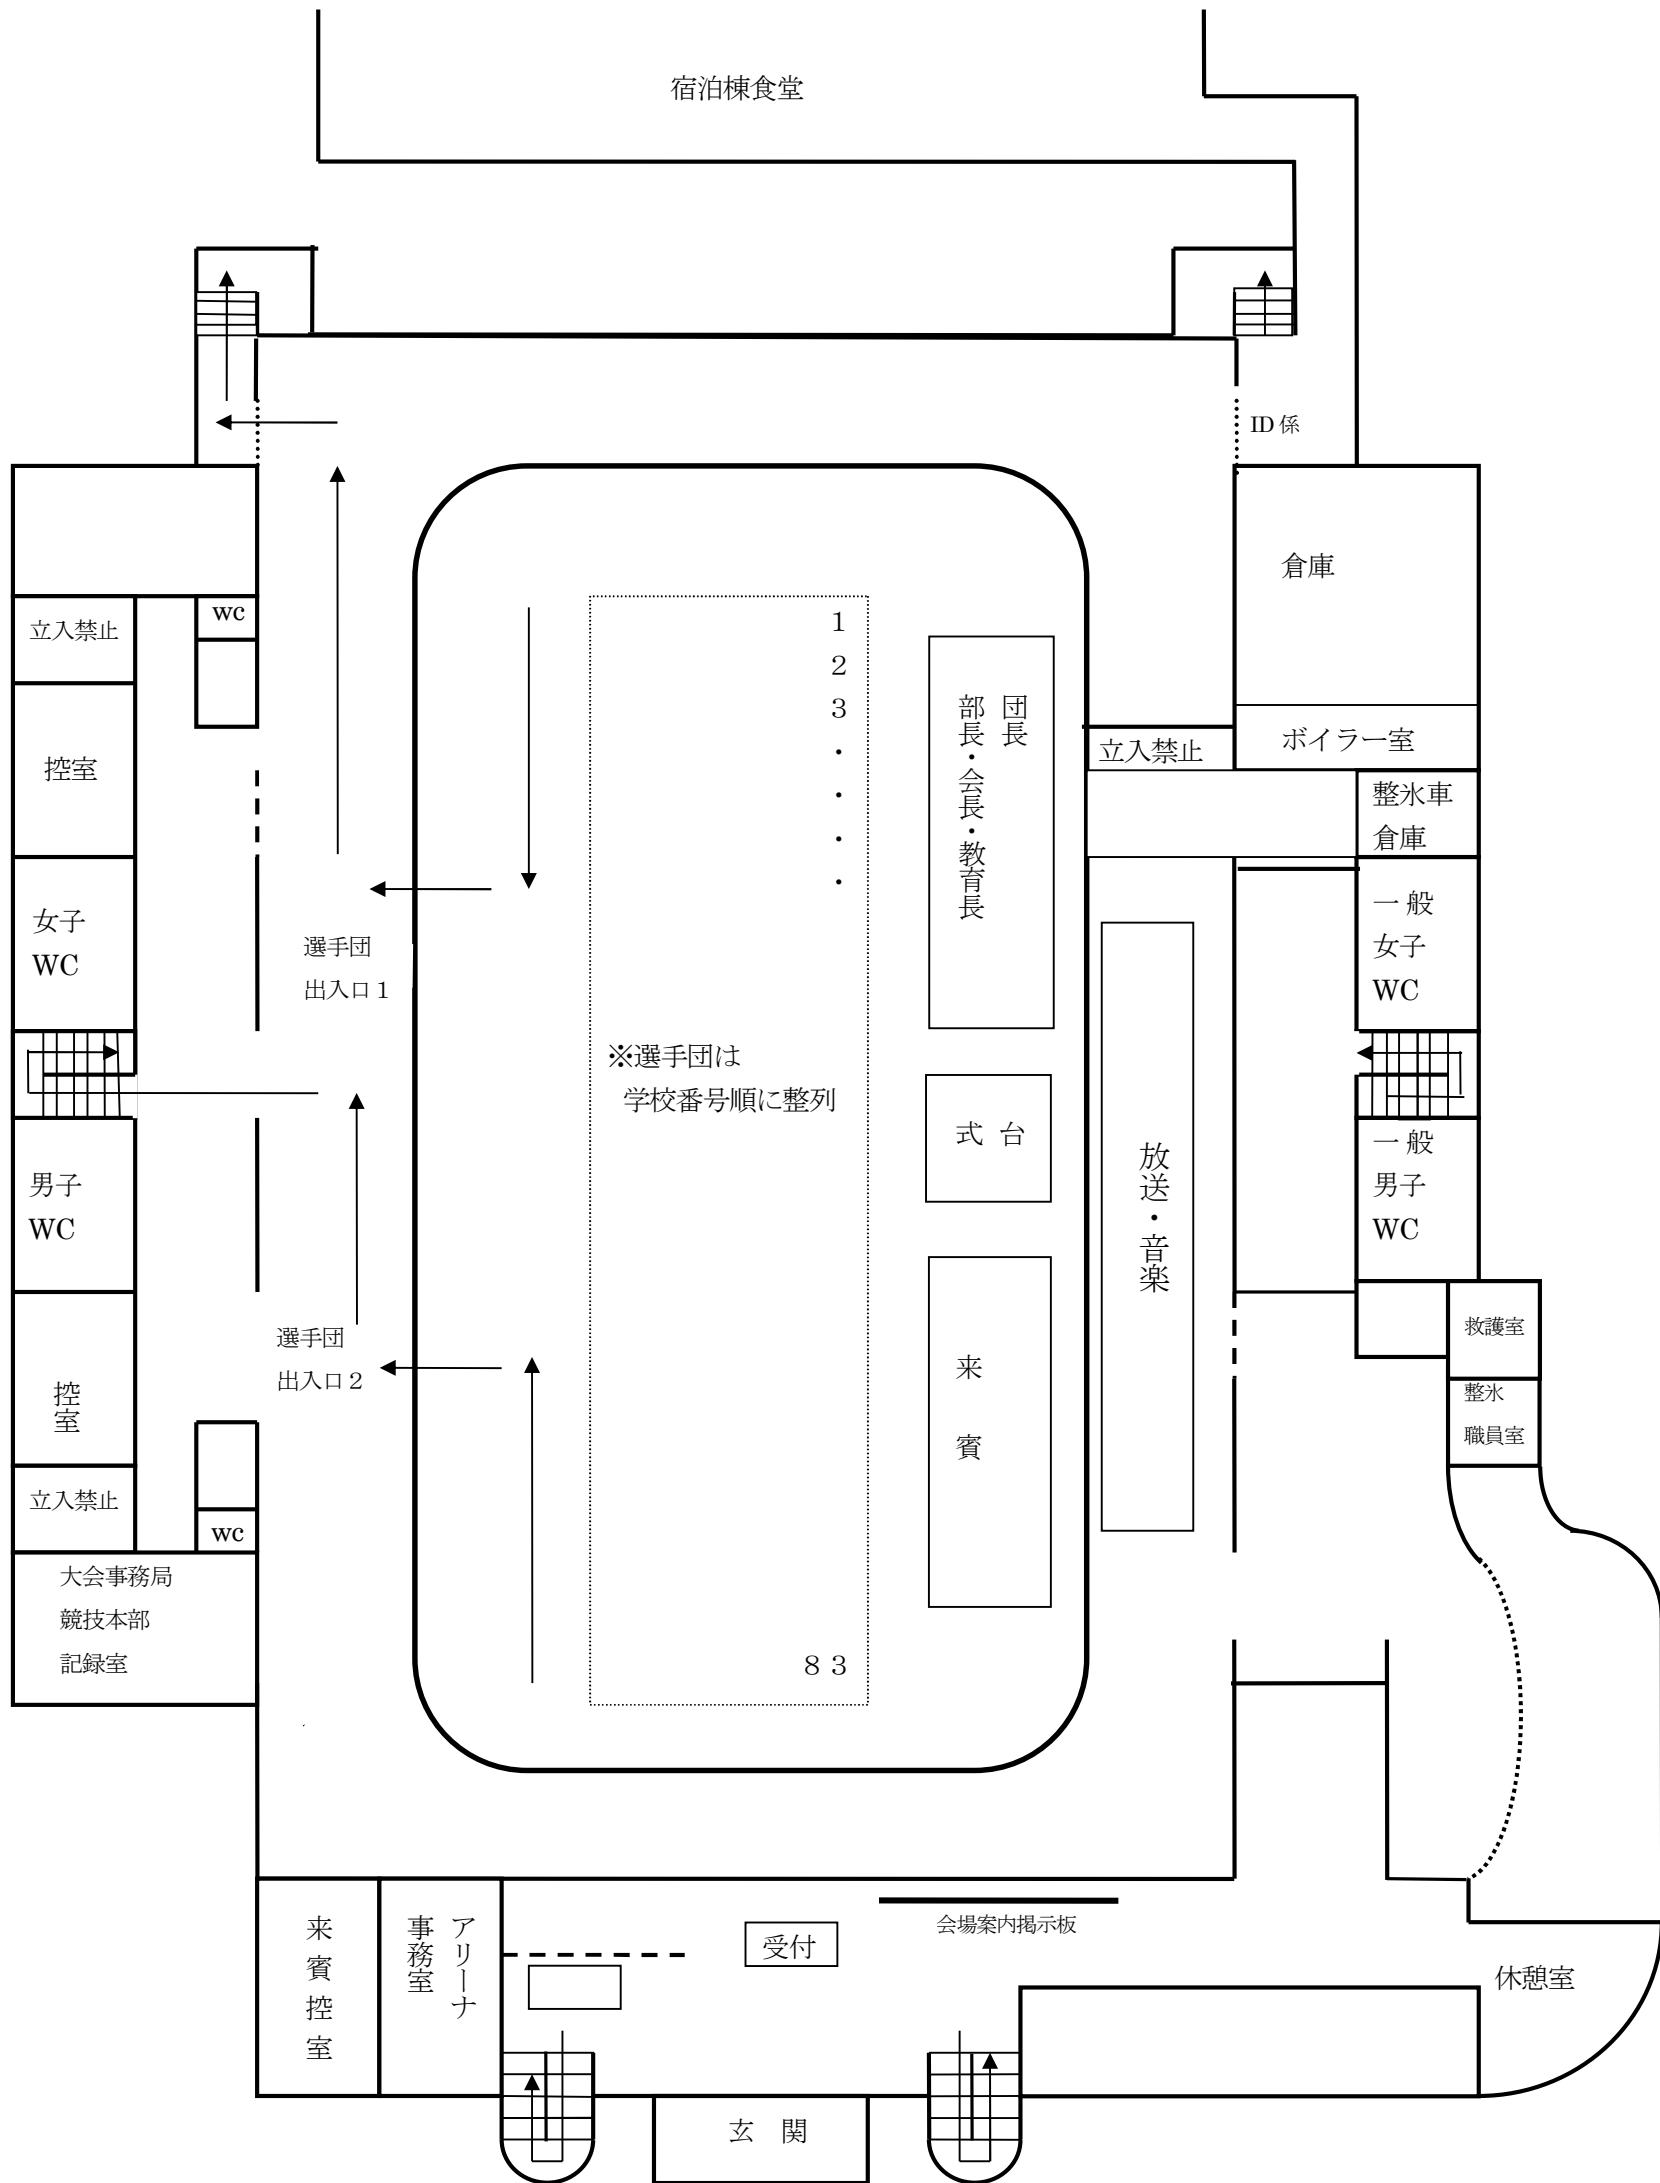 宿泊棟食堂
ID係
倉庫
wc
立入禁止
1
2
3
・
・
・
・
団長
部長・会長・教育長
立入禁止
ボイラー室
控室
整氷車
倉庫
女子
WC
一般
女子
WC
選手団
出入口1
※選手団は
学校番号順に整列
式 台
放送・音楽
男子
WC
一般
男子
WC
選手団
出入口2
来賓
救護室
控室
整氷
職員室
立入禁止
wc
大会事務局
競技本部
記録室
83
会場案内掲示板
受付
来賓控室
アリーナ
事務室
休憩室
玄 関